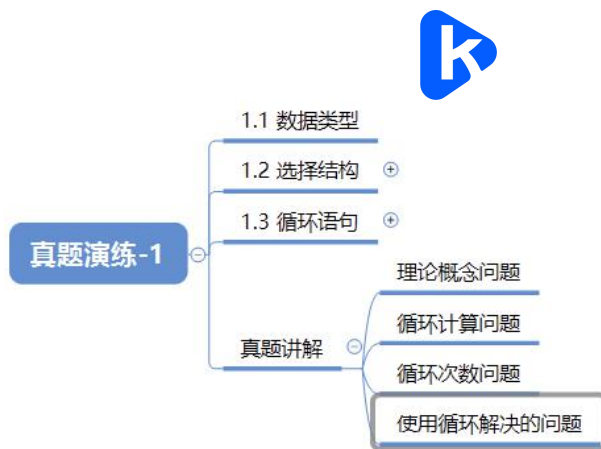 k
1.1 数据类型
1.2 选择结构
1.3 循环语句
真题演练-1
真题讲解
理论概念问题
循环计算问题
循环次数问题
使用循环解决的问题